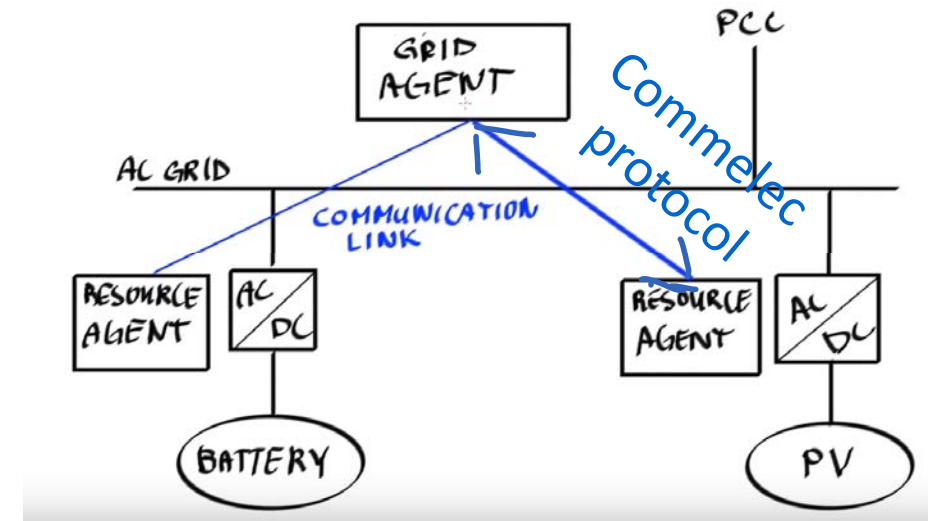 GRID
AGENT
PCC
Commelec
protocol
AC GRID
COMMUNICATION
LINK
RESOURCE
AGENT
AC
DC
RESOURCE
AGENT
AC
DC
BATTERY
PV